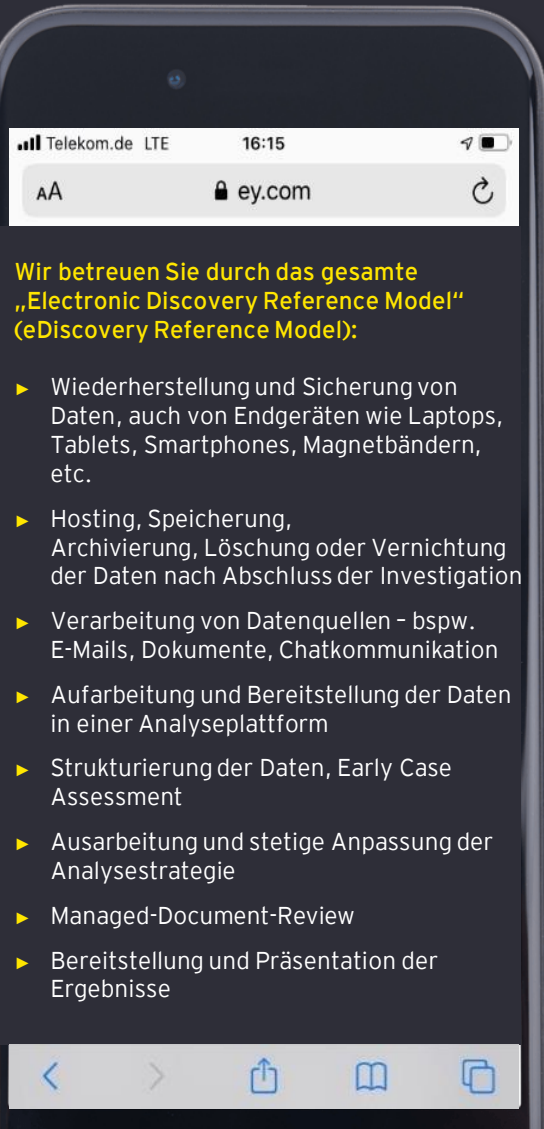 Telekom.de LTE 16:15
AA ey.com
Wir betreuen Sie durch das gesamte
„Electronic Discovery Reference Model“
(eDiscovery Reference Model):
► Wiederherstellung und Sicherung von
Daten, auch von Endgeräten wie Laptops,
Tablets, Smartphones, Magnetbändern,
etc.
► Hosting, Speicherung,
Archivierung, Löschung oder Vernichtung
der Daten nach Abschluss der Investigation
► Verarbeitung von Datenquellen – bspw.
E-Mails, Dokumente, Chatkommunikation
► Aufarbeitung und Bereitstellung der Daten
in einer Analyseplattform
► Strukturierung der Daten, Early Case
Assessment
► Ausarbeitung und stetige Anpassung der
Analysestrategie
► Managed-Document-Review
► Bereitstellung und Präsentation der
Ergebnisse